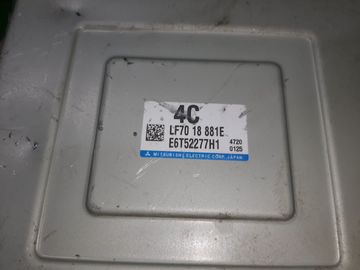 4C
LF70 18 881E
E6T52277H1
4720
0125
MITSUBISHI ELECTRIC CORP. JAPAN